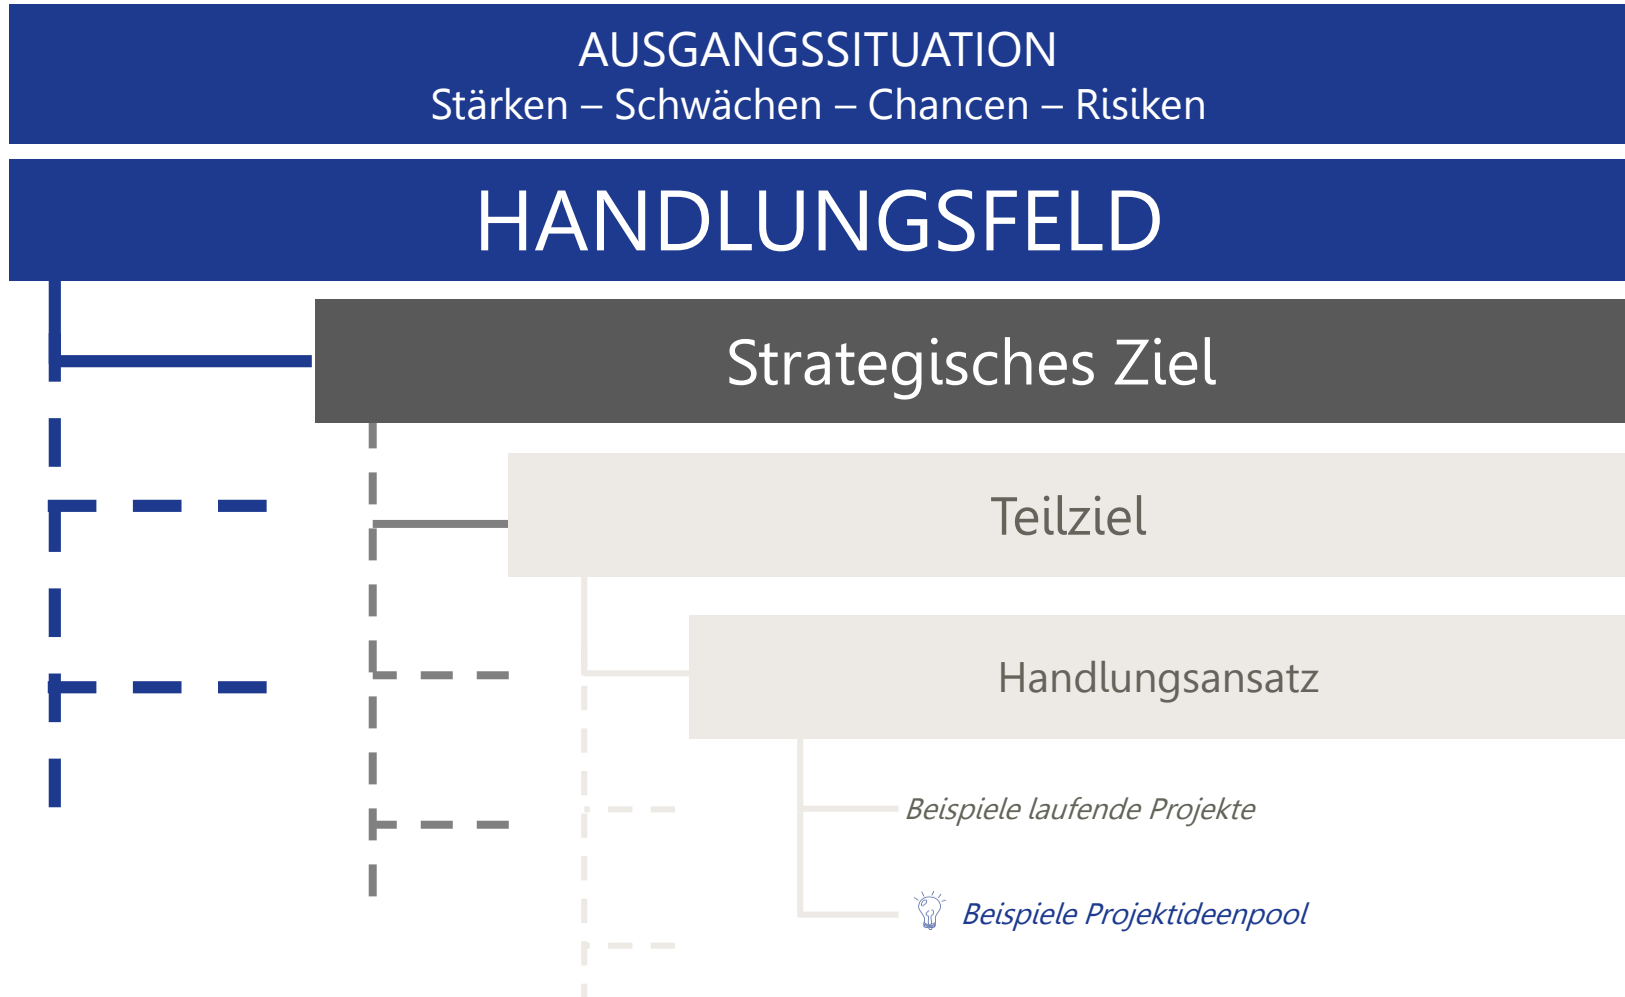 AUSGANGSSITUATION
Stärken – Schwächen – Chancen – Risiken
HANDLUNGSFELD
Strategisches Ziel
Teilziel
Handlungsansatz
Beispiele laufende Projekte
Beispiele Projektideenpool